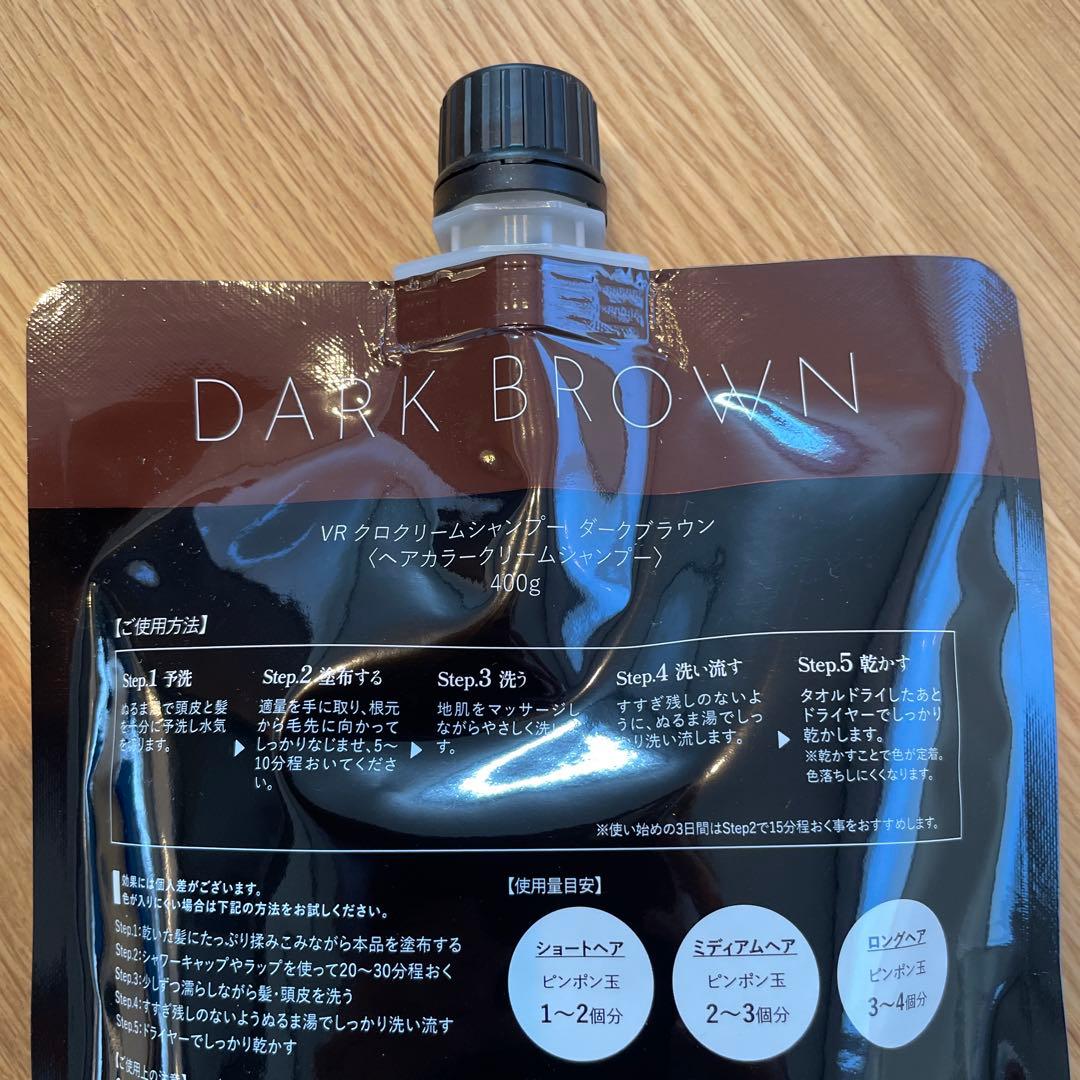 DARK BROWN
VR クロクリームシャンプー ダークブラウン
〈ヘアカラークリームシャンプー〉
400g
【ご使用方法】
Step.1 予洗
ぬるま湯で頭皮と髪
を十分に予洗し水気
を
ります。
Step.2 塗布する
適量を手に取り、根元
から毛先に向かって
しっかりなじませ、5〜
10分程おいてくださ
い。
Step.3 洗う
地肌をマッサージし
ながらやさしく洗い
す。
Step.4 洗い流す
すすぎ残しのないよ
うに、ぬるま湯でしっ
かり洗い流します。
Step.5 乾かす
タオルドライしたあと
ドライヤーでしっかり
乾かします。
※乾かすことで色が定着。
色落ちしにくくなります。
※使い始めの3日間はStep2で15分程おく事をおすすめします。
効果には個人差がございます。
色が入りにくい場合は下記の方法をお試しください。
Step.1:乾いた髪にたっぷり揉みこみながら本品を塗布する
Step.2:シャワーキャップやラップを使って20〜30分程おく
Step.3:少しずつ濡らしながら髪・頭皮を洗う
Step.4:すすぎ残しのないようぬるま湯でしっかり洗い流す
Step.5:ドライヤーでしっかり乾かす
【ご使用上の注意】
【使用量目安】
ショートヘア
ピンポン玉
1〜2個分
ミディアムヘア
ピンポン玉
2〜3個分
ロングヘア
ピンポン玉
3〜4個分